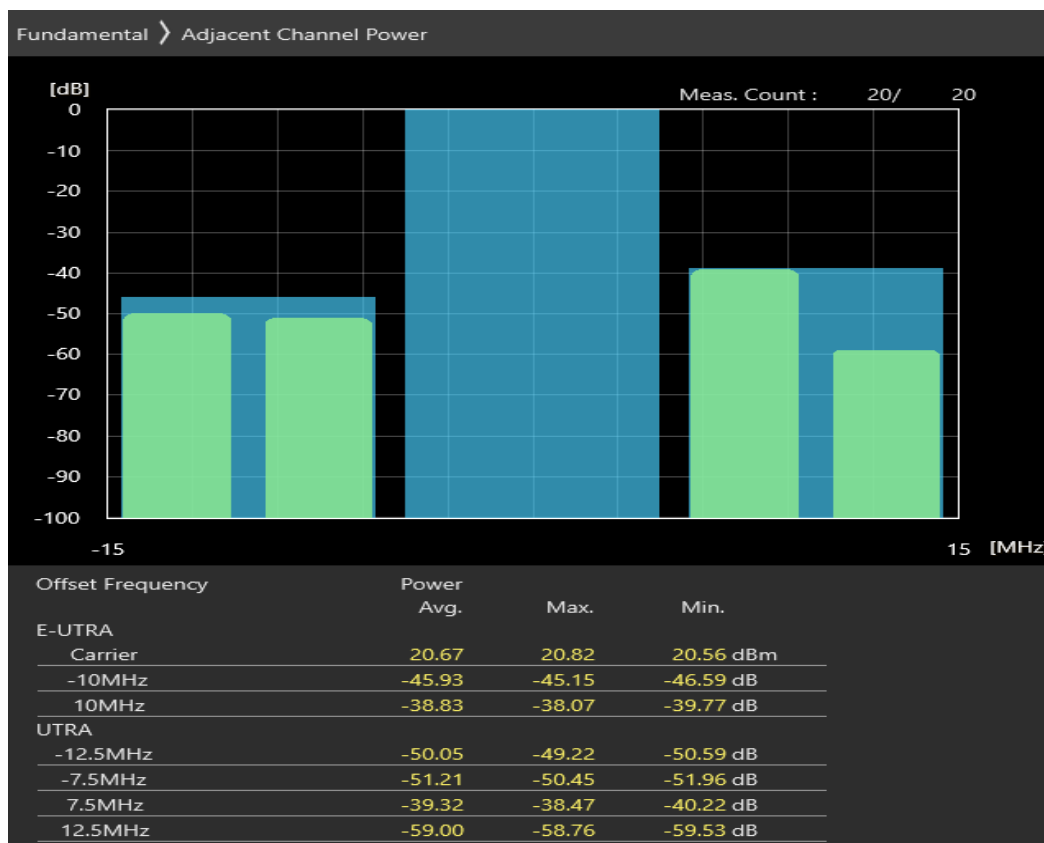 Fundamental 〉 Adjacent Channel Power
[dB]
Meas. Count : 20/ 20
0
-10
-20
-30
-40
-50
-60
-70
-80
-90
-100
-15 15 [MHz]
Offset Frequency Power
Avg. Max. Min.
E-UTRA
Carrier 20.67 20.82 20.56 dBm
-10MHz -45.93 -45.15 -46.59 dB
10MHz -38.83 -38.07 -39.77 dB
UTRA
-12.5MHz -50.05 -49.22 -50.59 dB
-7.5MHz -51.21 -50.45 -51.96 dB
7.5MHz -39.32 -38.47 -40.22 dB
12.5MHz -59.00 -58.76 -59.53 dB